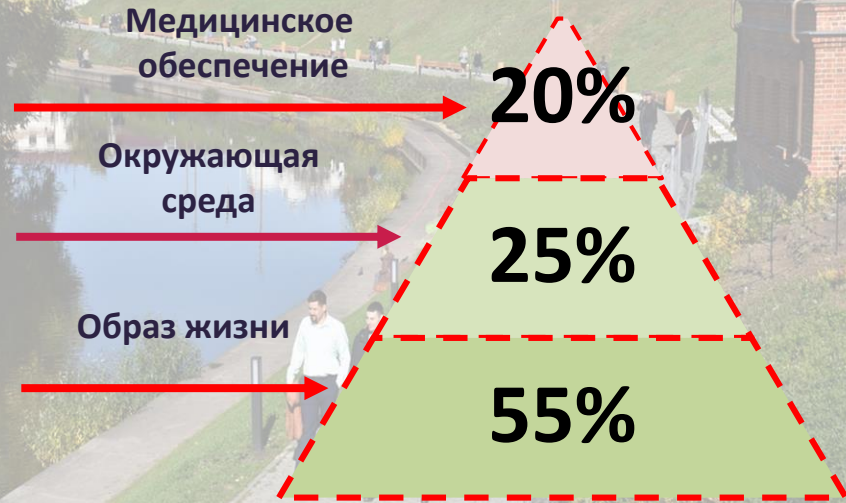 Медицинское
обеспечение
20%
Окружающая
среда
25%
Образ жизни
55%